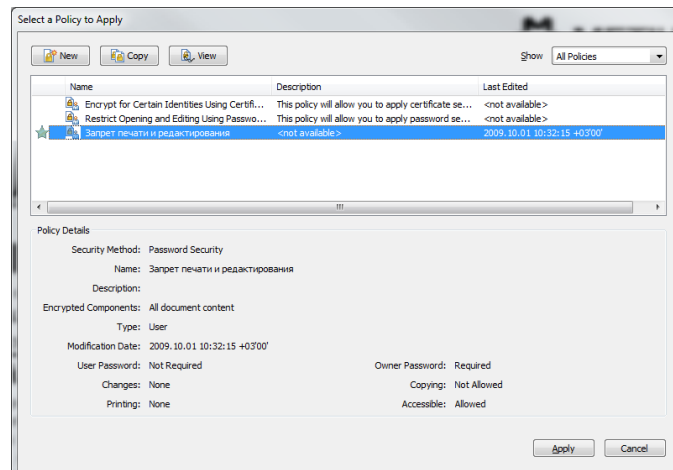 Select a Policy to Apply
New Copy View Show All Policies
Name Description Last Edited
Encrypt for Certain Identities Using Certifi... This policy will allow you to apply certificate se... <not available>
Restrict Opening and Editing Using Passwo... This policy will allow you to apply password se... <not available>
Запрет печати и редактирования <not available> 2009.10.01 10:32:15 +03'00'
Policy Details
Security Method: Password Security
Name: Запрет печати и редактирования
Description:
Encrypted Components: All document content
Type: User
Modification Date: 2009.10.01 10:32:15 +03'00'
User Password: Not Required Owner Password: Required
Changes: None Copying: Not Allowed
Printing: None Accessible: Allowed
Apply Cancel